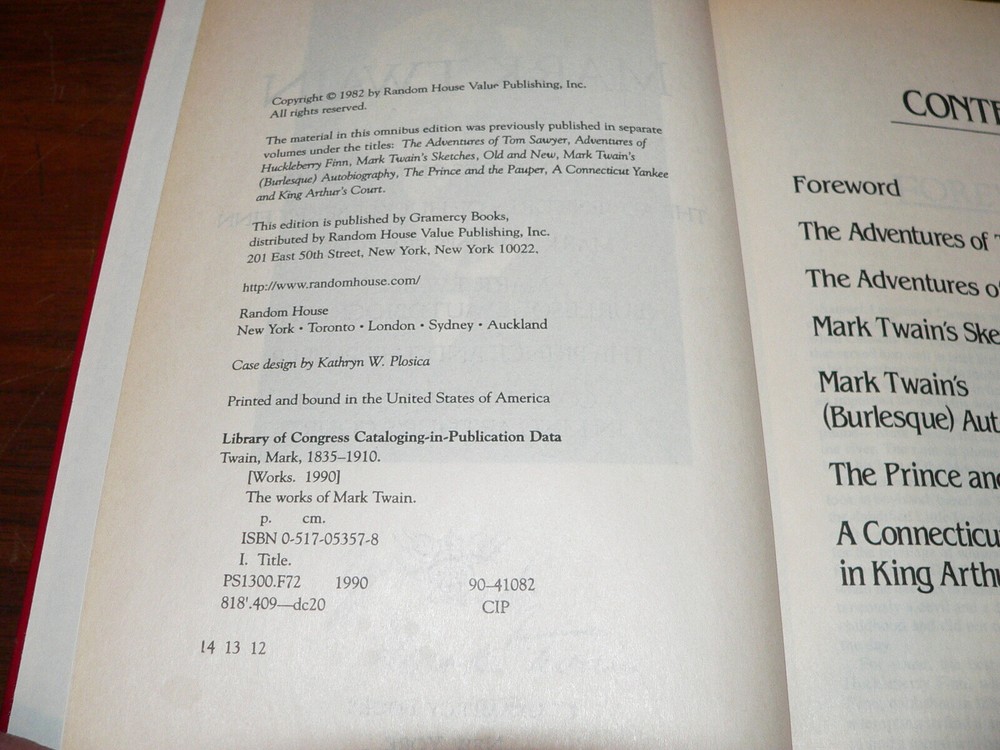 Copyright © 1982 by Random House Value Publishing, Inc.
All rights reserved.
The material in this omnibus edition was previously published in separate
volumes under the titles: The Adventures of Tom Sawyer, Adventures of
Huckleberry Finn, Mark Twain's Sketches, Old and New, Mark Twain's
(Burlesque) Autobiography, The Prince and the Pauper, A Connecticut Yankee
and King Arthur's Court.
This edition is published by Gramercy Books,
distributed by Random House Value Publishing, Inc.
201 East 50th Street, New York, New York 10022.
http://www.randomhouse.com/
Random House
New York • Toronto • London • Sydney • Auckland
Case design by Kathryn W. Plosica
Printed and bound in the United States of America
Library of Congress Cataloging-in-Publication Data
Twain, Mark, 1835–1910.
[Works. 1990]
The works of Mark Twain.
p. cm.
ISBN 0-517-05357-8
I. Title.
PS1300.F72 1990 90–41082
818'.409—dc20 CIP
14 13 12
CONTE
Foreword
The Adventures of T
The Adventures o
Mark Twain's Ske
Mark Twain's
(Burlesque) Aut
The Prince and
A Connecticu
in King Arthu